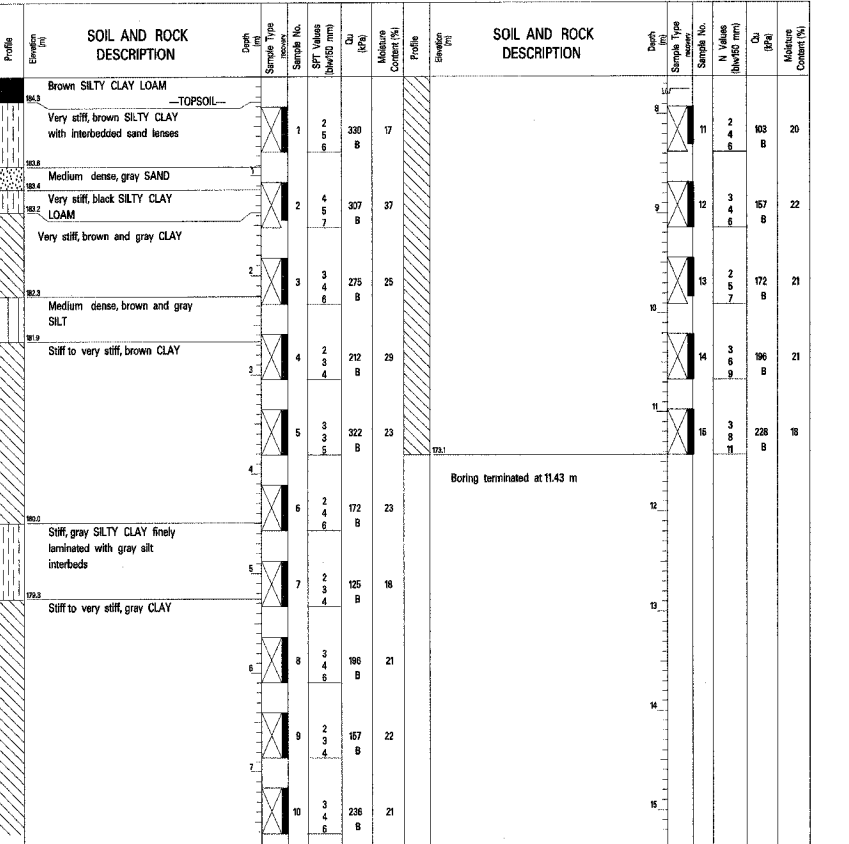 Profile
Elevation (m)
SOIL AND ROCK
DESCRIPTION
Depth (m)
Sample Type
recovery
Sample No.
SPT Values
(blw/150 mm)
Qu
(kPa)
Moisture
Content (%)
Profile
Elevation (m)
SOIL AND ROCK
DESCRIPTION
Depth (m)
Sample Type
recovery
Sample No.
N Values
(blw/150 mm)
Qu
(kPa)
Moisture
Content (%)
Brown SILTY CLAY LOAM
184.3
—TOPSOIL—
Very stiff, brown SILTY CLAY
with interbedded sand lenses
183.8
Medium dense, gray SAND
183.4
Very stiff, black SILTY CLAY
183.2
LOAM
Very stiff, brown and gray CLAY
182.3
Medium dense, brown and gray
SILT
181.9
Stiff to very stiff, brown CLAY
180.0
Stiff, gray SILTY CLAY finely
laminated with gray silt
interbeds
179.3
Stiff to very stiff, gray CLAY
1
2
3
4
5
6
7
1 2 5 6 330 B 17
2 4 5 7 307 B 37
3 3 4 6 275 B 25
4 2 3 4 212 B 29
5 3 3 5 322 B 23
6 2 4 6 172 B 23
7 2 3 4 125 B 18
8 3 4 6 196 B 21
9 2 3 4 157 B 22
10 3 4 6 236 B 21
8
9
10
11
12
13
14
15
11 2 4 6 103 B 20
12 3 4 6 157 B 22
13 2 5 7 172 B 21
14 3 6 9 196 B 21
15 3 8 11 228 B 18
173.1
Boring terminated at 11.43 m